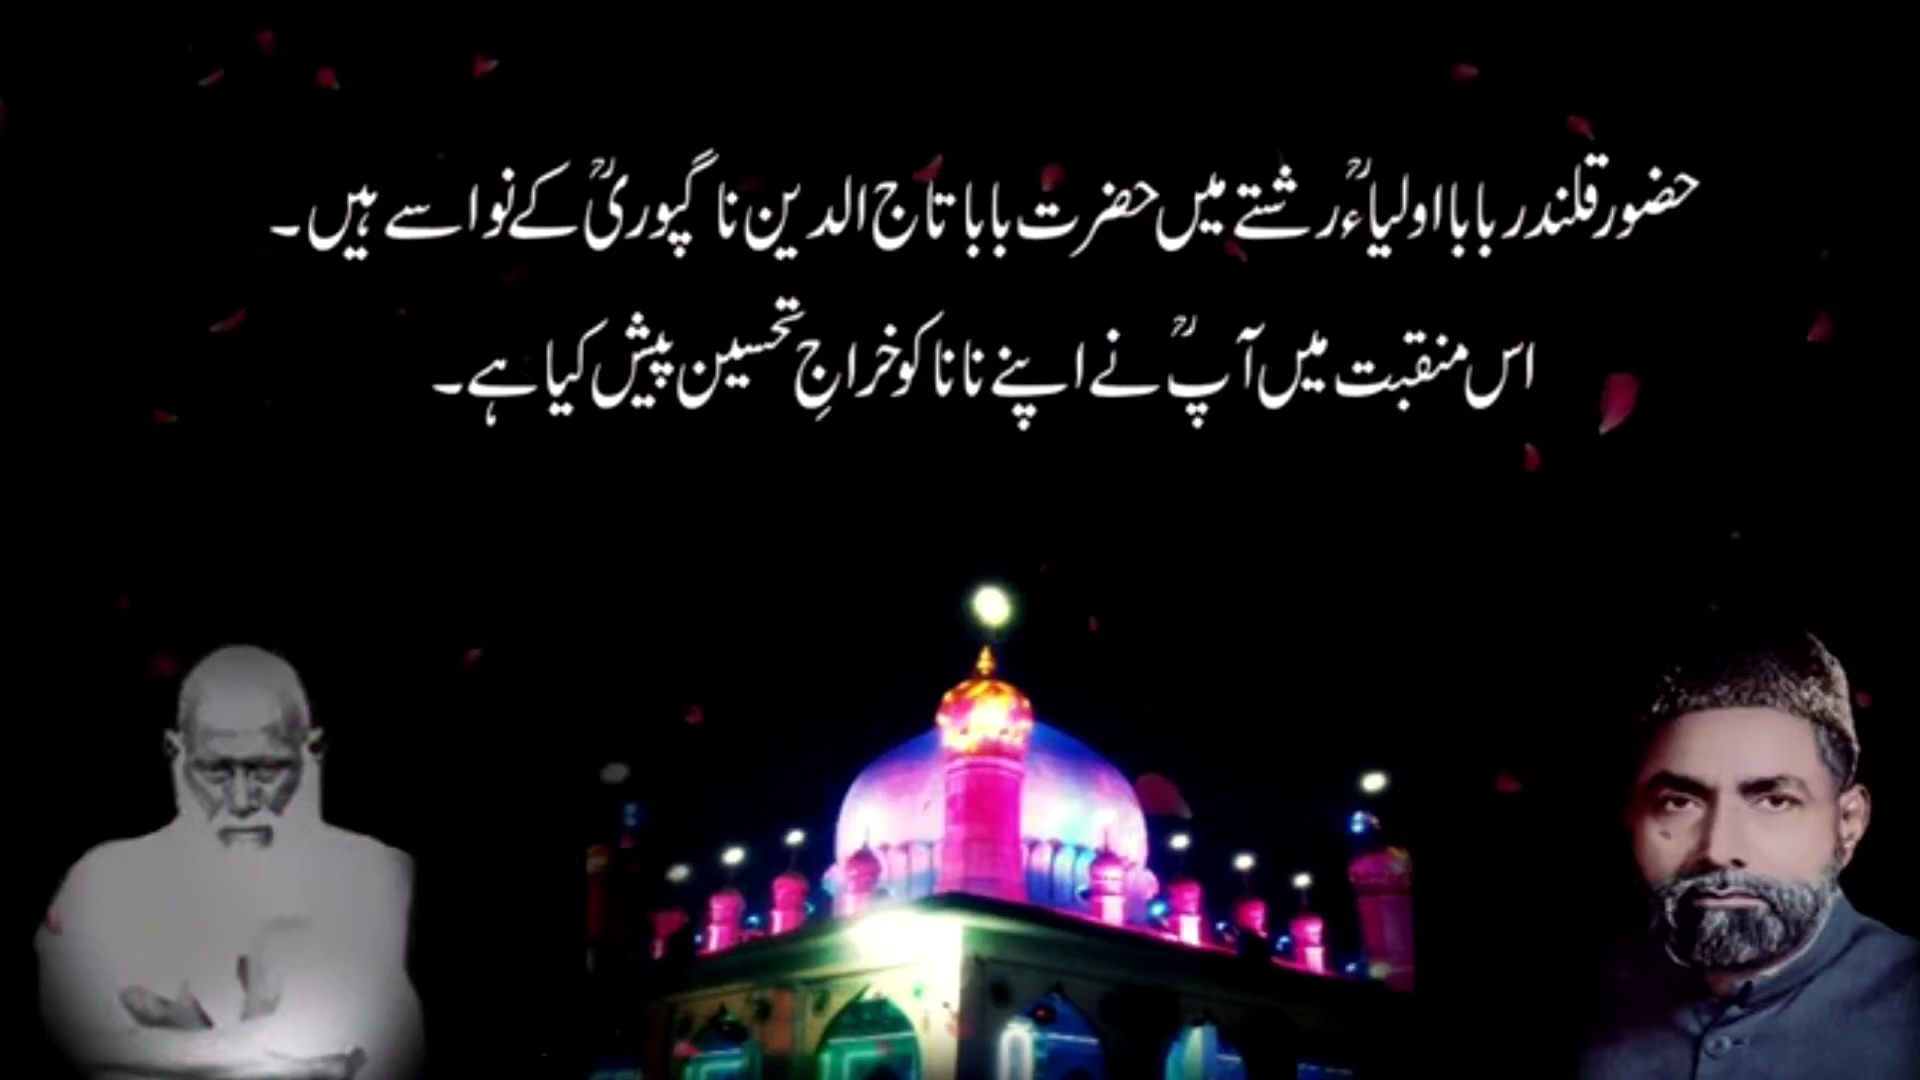 حضور قلندر بابا اولیاءؒ رشتے میں حضرت بابا تاج الدین ناگپوریؒ کے نواسے ہیں۔
اس منقبت میں آپؒ نے اپنے نانا کو خراجِ تحسین پیش کیا ہے۔